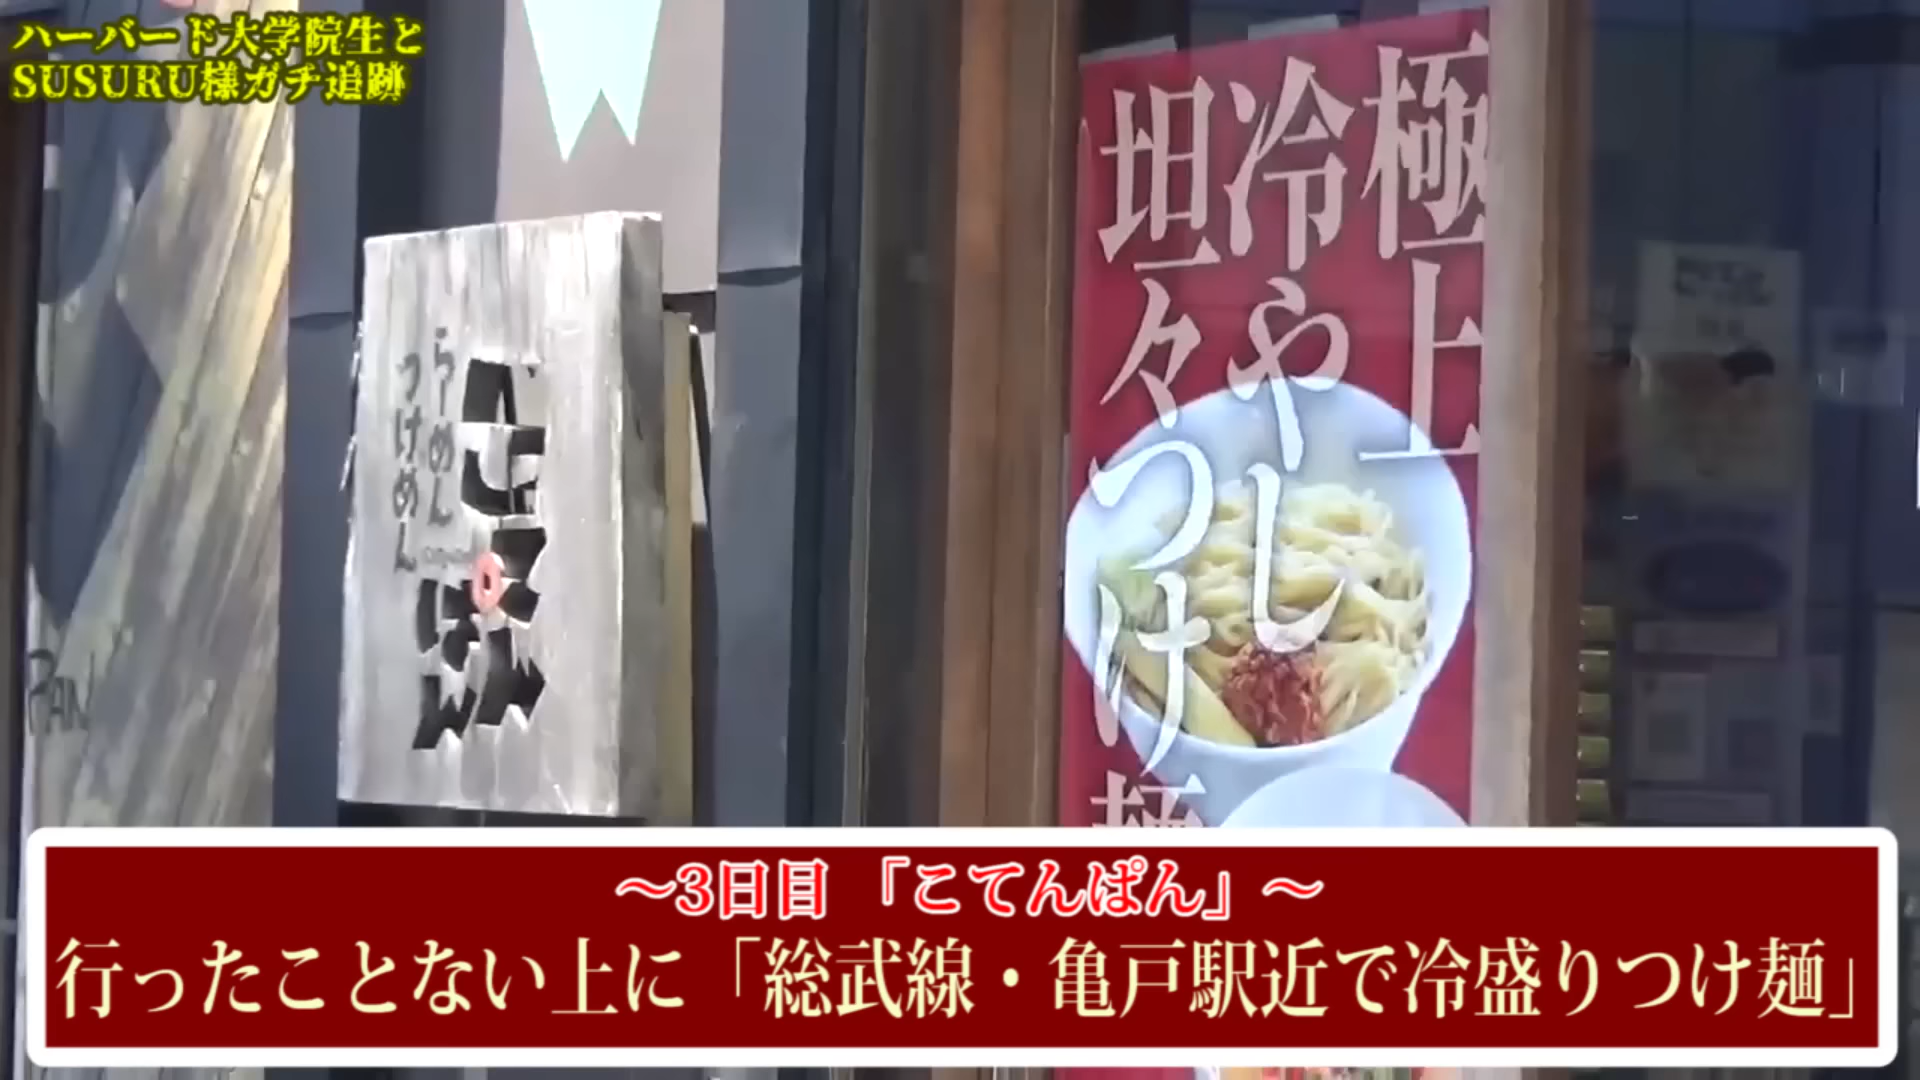 ハーバード大学院生と
SUSURU様ガチ追跡
極上
冷やし
坦々つけ麺
こてんぱん
らーめん
つけめん
PAN
～3日目 「こてんぱん」～
行ったことない上に「総武線・亀戸駅近で冷盛りつけ麺」